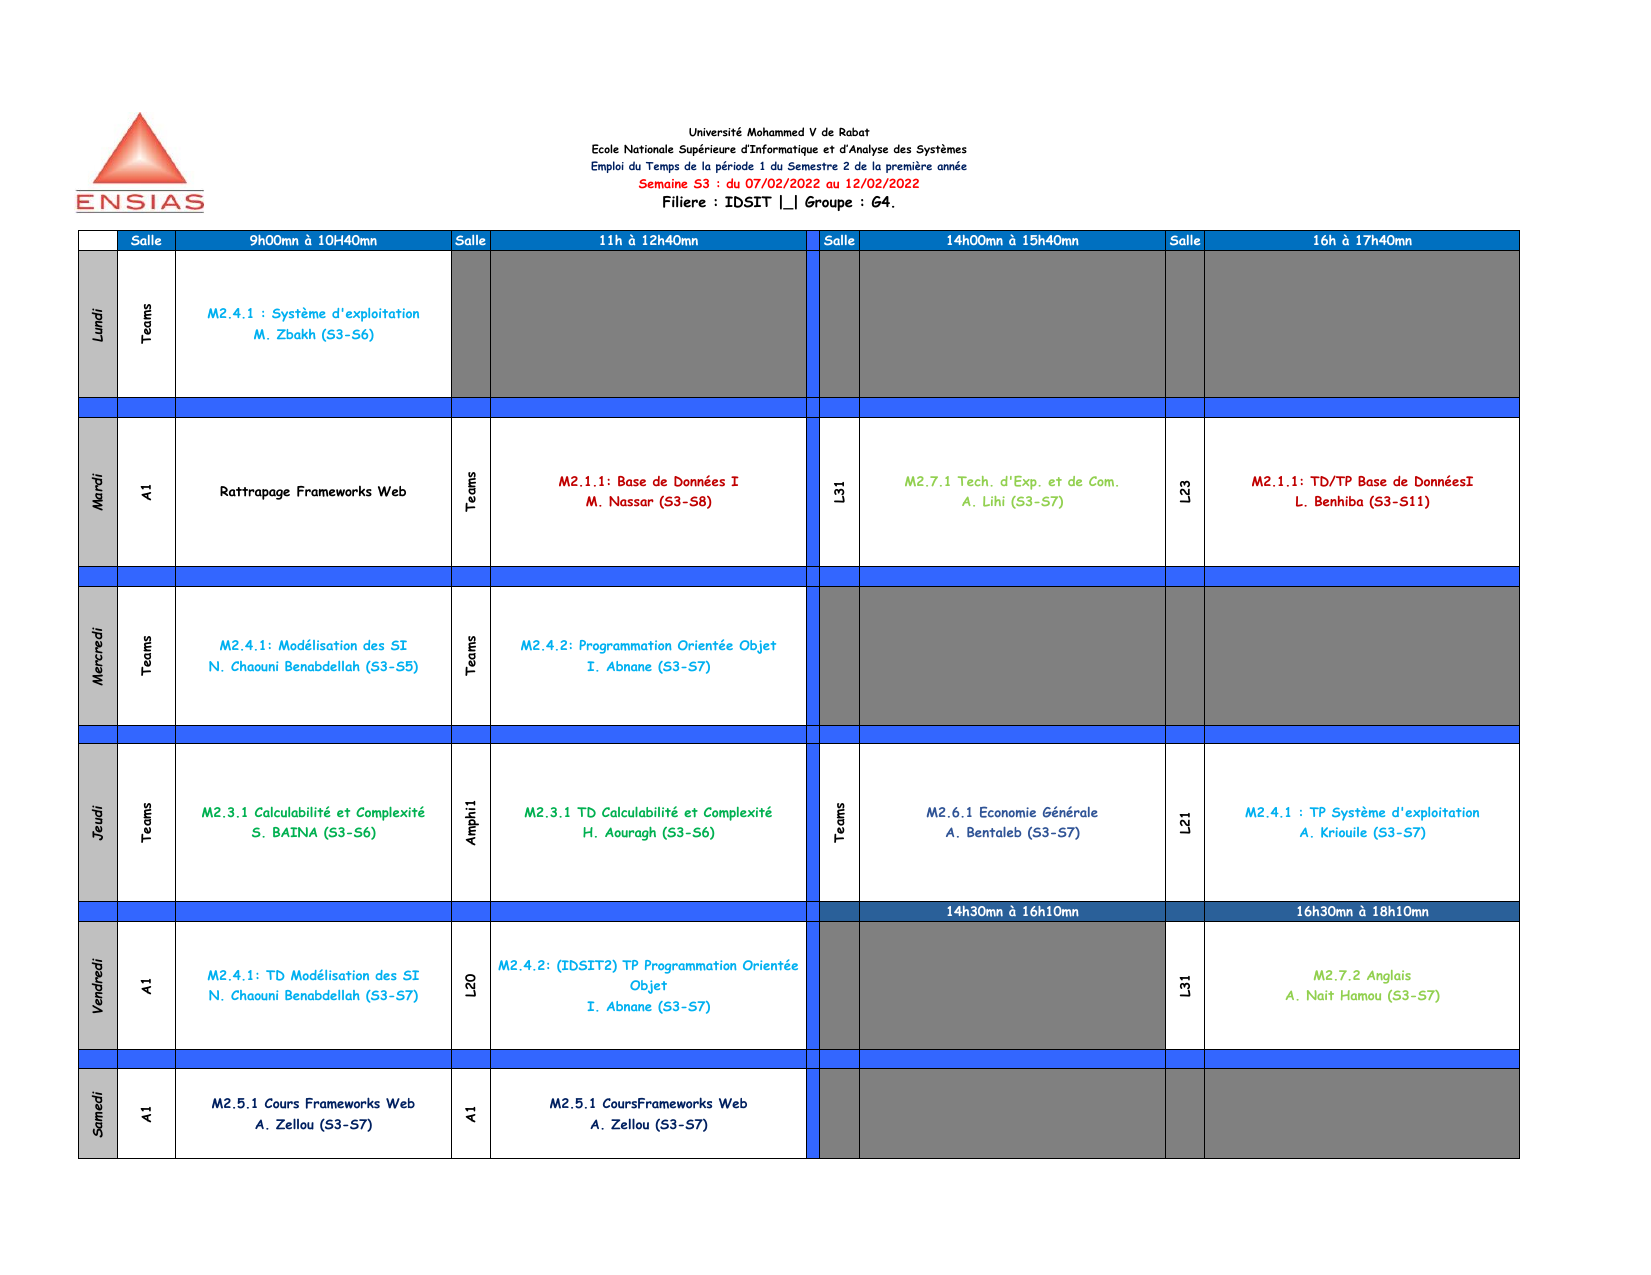 ENSIAS
Université Mohammed V de Rabat
Ecole Nationale Supérieure d’Informatique et d’Analyse des Systèmes
Emploi du Temps de la période 1 du Semestre 2 de la première année
Semaine S3 : du 07/02/2022 au 12/02/2022
Filiere : IDSIT |_| Groupe : G4.
Salle 9h00mn à 10H40mn Salle 11h à 12h40mn Salle 14h00mn à 15h40mn Salle 16h à 17h40mn
Lundi
Teams
M2.4.1 : Système d'exploitation
M. Zbakh (S3-S6)
Mardi
A1
Rattrapage Frameworks Web
Teams
M2.1.1: Base de Données I
M. Nassar (S3-S8)
L31
M2.7.1 Tech. d'Exp. et de Com.
A. Lihi (S3-S7)
L23
M2.1.1: TD/TP Base de DonnéesI
L. Benhiba (S3-S11)
Mercredi
Teams
M2.4.1: Modélisation des SI
N. Chaouni Benabdellah (S3-S5)
Teams
M2.4.2: Programmation Orientée Objet
I. Abnane (S3-S7)
Jeudi
Teams
M2.3.1 Calculabilité et Complexité
S. BAINA (S3-S6)
Amphi1
M2.3.1 TD Calculabilité et Complexité
H. Aouragh (S3-S6)
Teams
M2.6.1 Economie Générale
A. Bentaleb (S3-S7)
L21
M2.4.1 : TP Système d'exploitation
A. Kriouile (S3-S7)
14h30mn à 16h10mn 16h30mn à 18h10mn
Vendredi
A1
M2.4.1: TD Modélisation des SI
N. Chaouni Benabdellah (S3-S7)
L20
M2.4.2: (IDSIT2) TP Programmation Orientée
Objet
I. Abnane (S3-S7)
L31
M2.7.2 Anglais
A. Nait Hamou (S3-S7)
Samedi
A1
M2.5.1 Cours Frameworks Web
A. Zellou (S3-S7)
A1
M2.5.1 CoursFrameworks Web
A. Zellou (S3-S7)